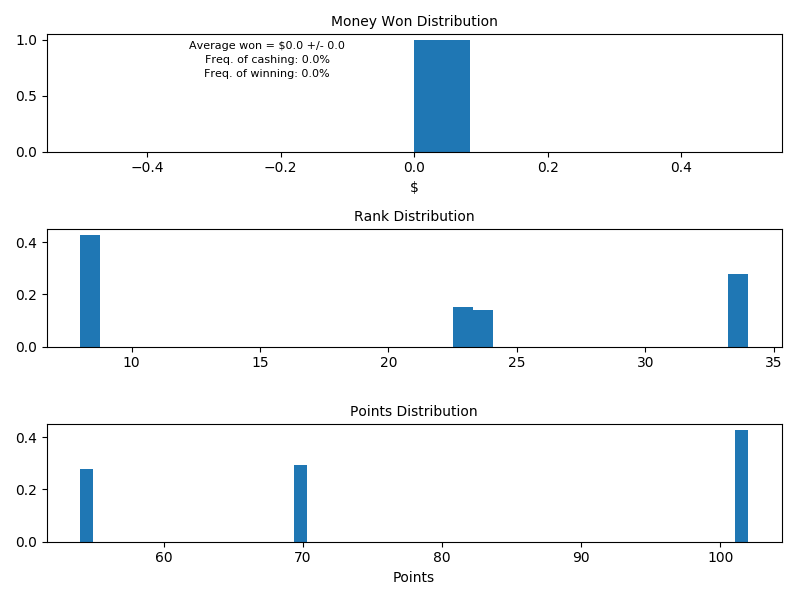 Money Won Distribution
1.0
0.5
0.0
Average won = $0.0 +/- 0.0
Freq. of cashing: 0.0%
Freq. of winning: 0.0%
−0.4 −0.2 0.0 0.2 0.4
$
Rank Distribution
0.4
0.2
0.0
10 15 20 25 30 35
Points Distribution
0.4
0.2
0.0
60 70 80 90 100
Points